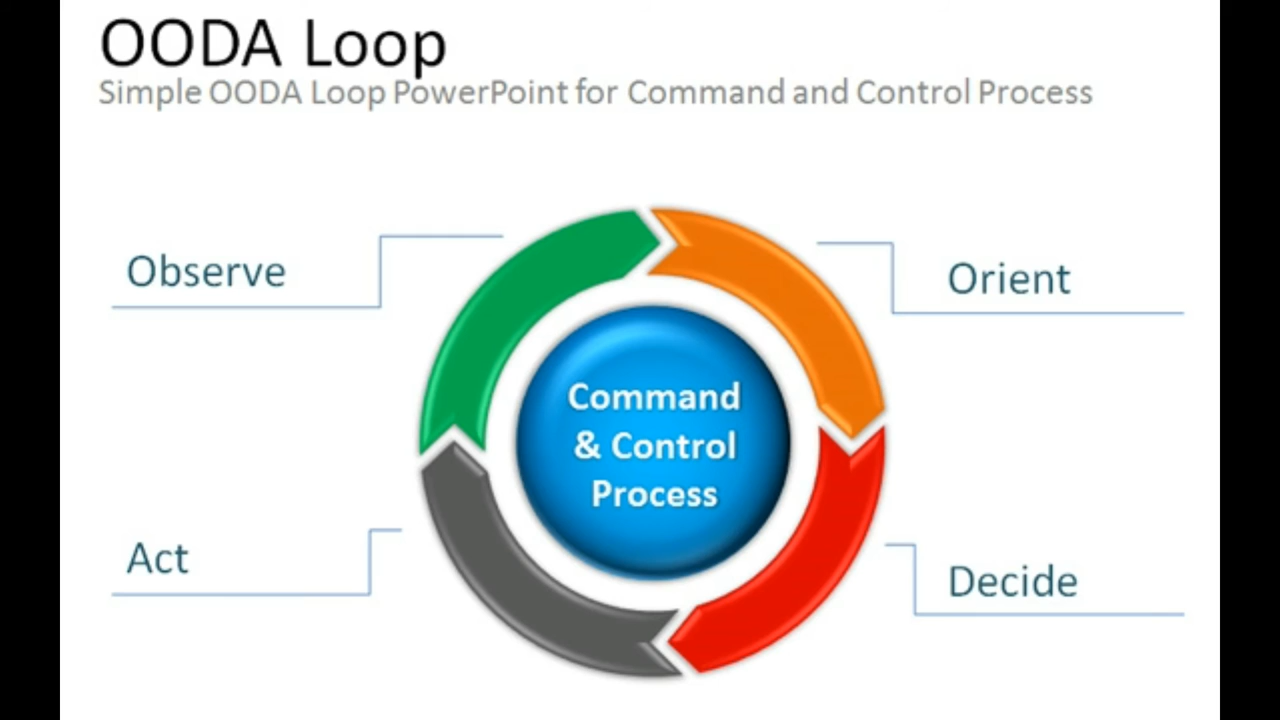 OODA Loop
Simple OODA Loop PowerPoint for Command and Control Process
Observe
Orient
Command
& Control
Process
Act
Decide